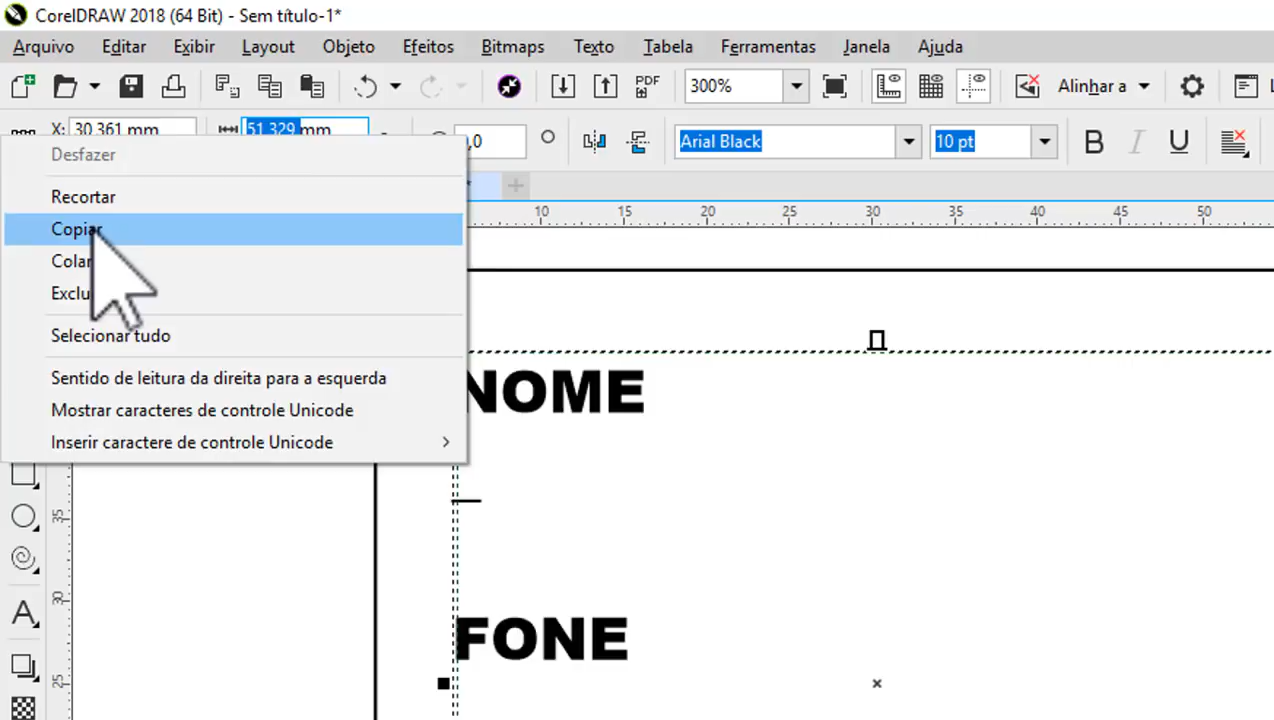 CorelDRAW 2018 (64 Bit) - Sem título-1*
Arquivo Editar Exibir Layout Objeto Efeitos Bitmaps Texto Tabela Ferramentas Janela Ajuda
PDF 300% Alinhar a
X: 30,361 mm 51,329 mm ,0 Arial Black 10 pt B I U
Desfazer
Recortar
Copiar
Colar
Selecionar tudo
Sentido de leitura da direita para a esquerda
Mostrar caracteres de controle Unicode
Inserir caractere de controle Unicode
10 15 20 25 30 35 40 45 50
NOME
35
30
FONE
25